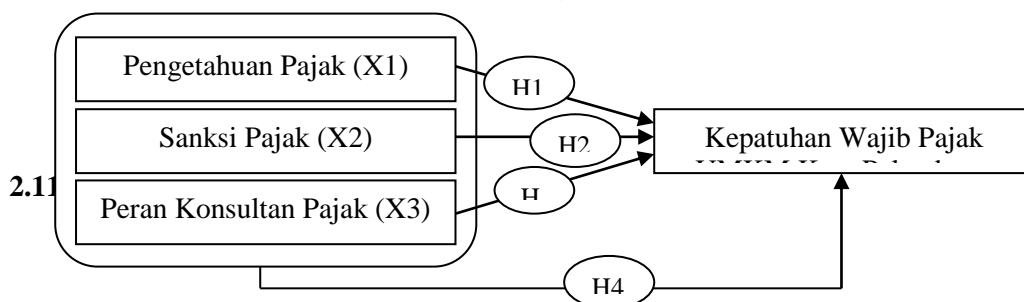 Pengetahuan Pajak (X1)
H1
Sanksi Pajak (X2)
H2
Kepatuhan Wajib Pajak
2.11
Peran Konsultan Pajak (X3)
H
H4